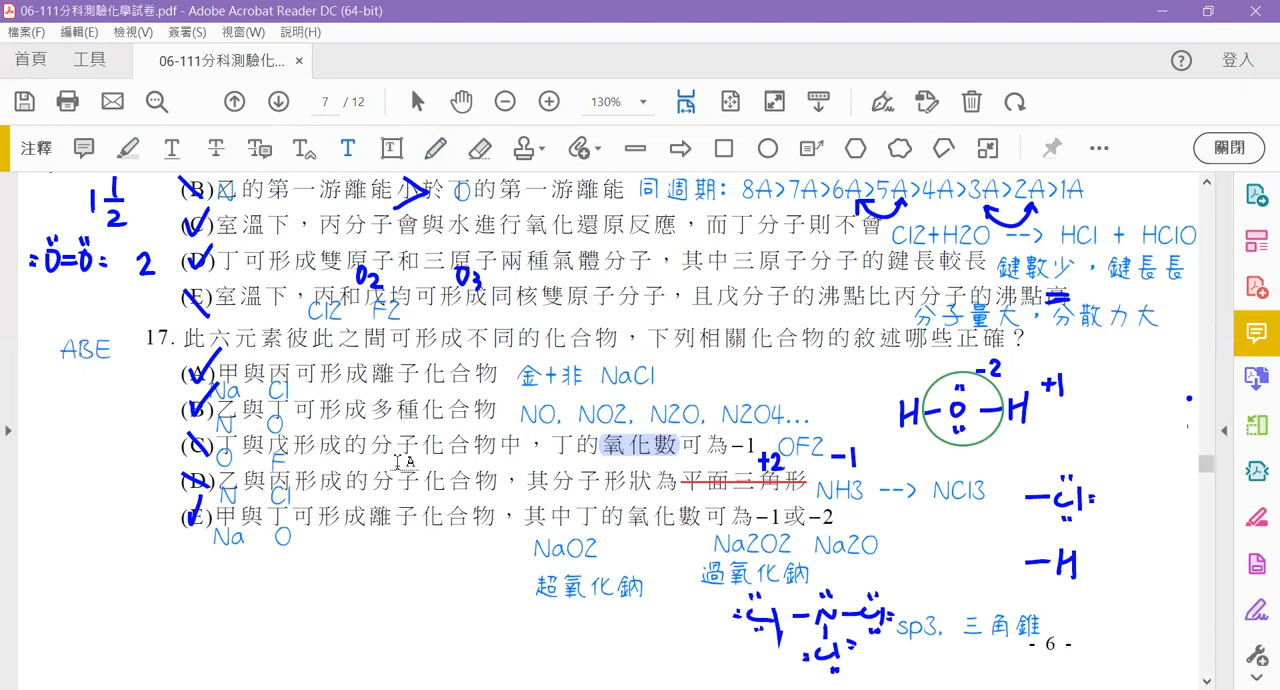 06-111分科測驗化學試卷.pdf - Adobe Acrobat Reader DC (64-bit)
檔案(F) 編輯(E) 檢視(V) 簽署(S) 視窗(W) 說明(H)
首頁 工具 06-111分科測驗化... × 登入
7 / 12 130%
注釋 關閉
1 1/2
(B)乙的第一游離能小於丁的第一游離能 同週期: 8A>7A>6A>5A>4A>3A>2A>1A
N > O
(C)室溫下，丙分子會與水進行氧化還原反應，而丁分子則不會
Cl2+H2O --> HCl + HClO
O=O 2
(D)丁可形成雙原子和三原子兩種氣體分子，其中三原子分子的鍵長較長 鍵數少，鍵長長
O2 O3
(E)室溫下，丙和戊均可形成同核雙原子分子，且戊分子的沸點比丙分子的沸點高
Cl2 F2 分子量大，分散力大
17. 此六元素彼此之間可形成不同的化合物，下列相關化合物的敘述哪些正確？
ABE
(A)甲與丙可形成離子化合物 金+非 NaCl
Na Cl
-2
H-O-H +1
(B)乙與丁可形成多種化合物 NO, NO2, N2O, N2O4...
N O
(C)丁與戊形成的分子化合物中，丁的氧化數可為−1 OF2
O F +2 -1
(D)乙與丙形成的分子化合物，其分子形狀為平面三角形 NH3 --> NCl3
N Cl
-Cl
(E)甲與丁可形成離子化合物，其中丁的氧化數可為−1或−2
Na O
NaO2 Na2O2 Na2O
-H
超氧化鈉 過氧化鈉
Cl-N-Cl sp3, 三角錐
Cl
- 6 -